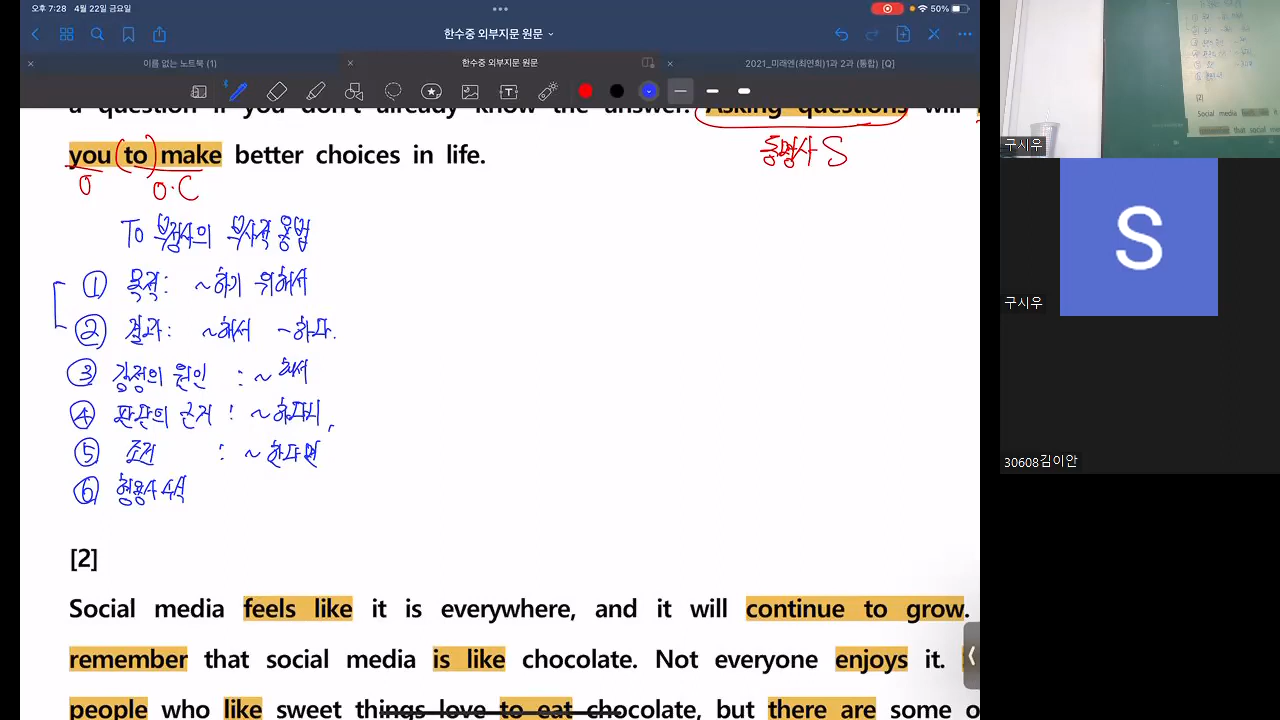 오후 7:28 4월 22일 금요일
50%
한수중 외부지문 원문
이름 없는 노트북 (1)
한수중 외부지문 원문
2021_미래엔(최연희)1과 2과 (통합) [Q]
a question if you don't already know the answer. Asking questions will
you (to) make better choices in life.
동명사 S
O O·C
To 부정사의 부사적 용법
① 목적: ~하기 위해서
② 결과: ~해서 ~하다.
③ 감정의 원인 : ~해서
④ 판단의 근거 : ~하다니,
⑤ 조건 : ~한다면
⑥ 형용사 수식
[2]
Social media feels like it is everywhere, and it will continue to grow.
remember that social media is like chocolate. Not everyone enjoys it.
people who like sweet things love to eat chocolate, but there are some
구시우
S
구시우
30608김이안
[2]
Social media
that social